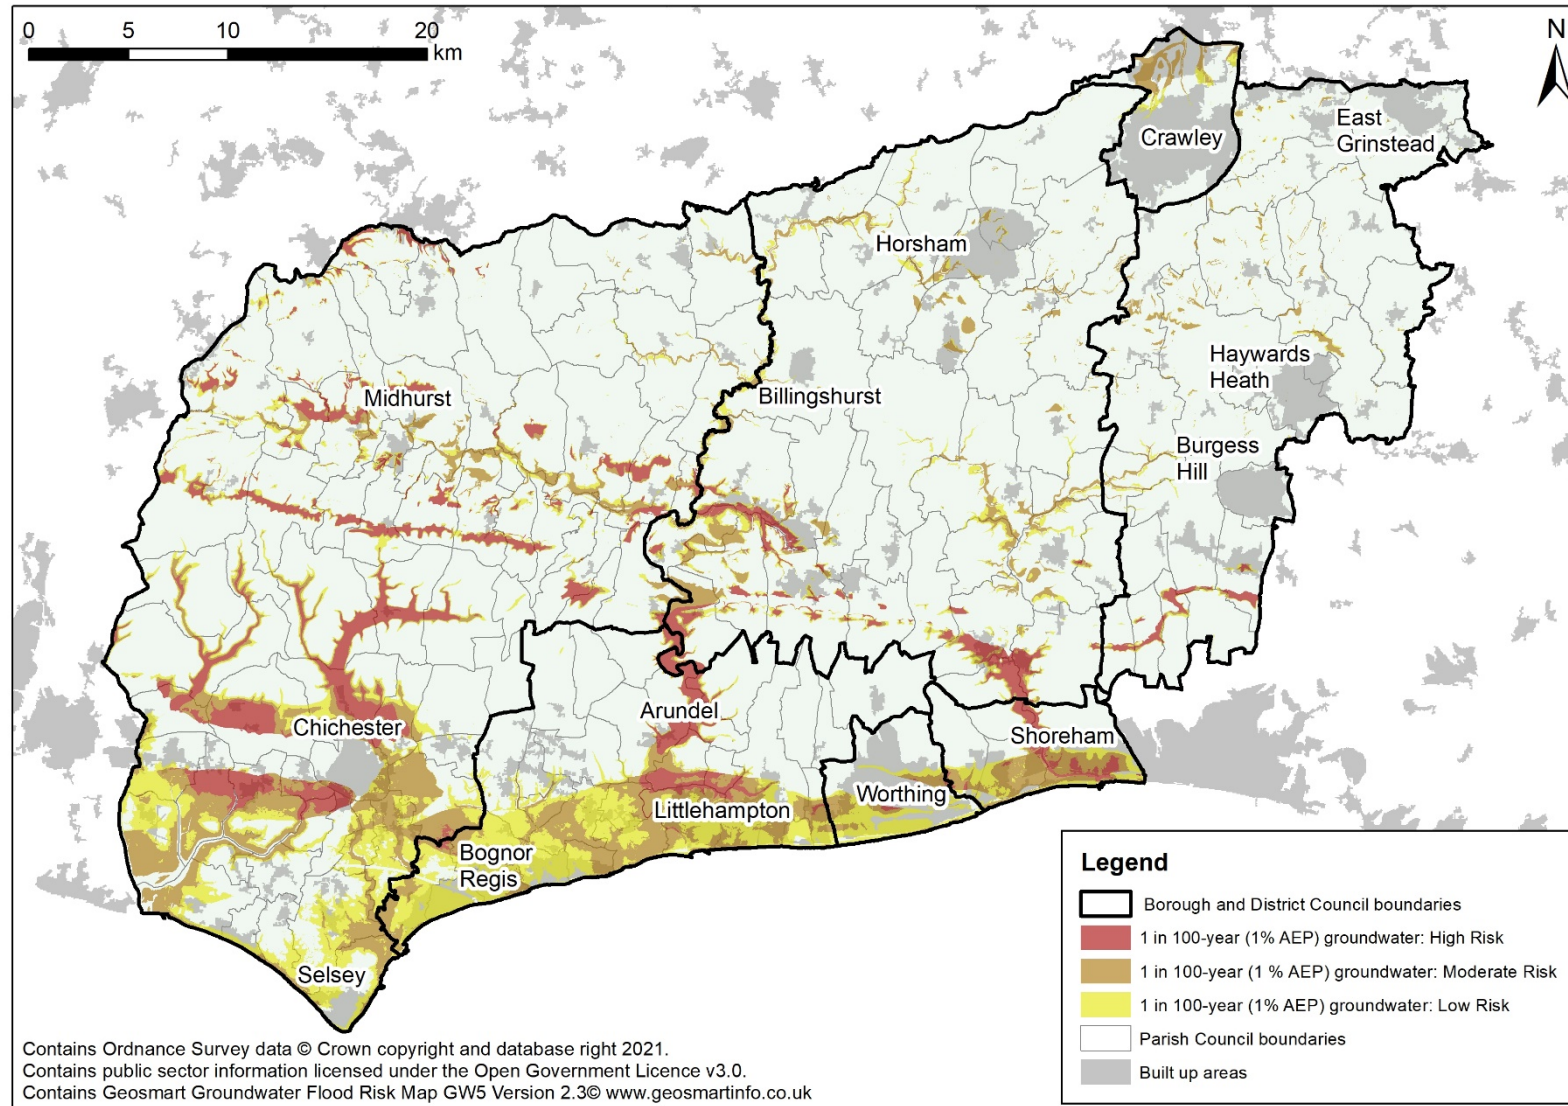 0 5 10 20
km
N
Crawley
East
Grinstead
Horsham
Haywards
Heath
Midhurst
Billingshurst
Burgess
Hill
Arundel
Chichester
Shoreham
Littlehampton
Worthing
Bognor
Regis
Selsey
Legend
Borough and District Council boundaries
1 in 100-year (1% AEP) groundwater: High Risk
1 in 100-year (1 % AEP) groundwater: Moderate Risk
1 in 100-year (1% AEP) groundwater: Low Risk
Parish Council boundaries
Built up areas
Contains Ordnance Survey data © Crown copyright and database right 2021.
Contains public sector information licensed under the Open Government Licence v3.0.
Contains Geosmart Groundwater Flood Risk Map GW5 Version 2.3© www.geosmartinfo.co.uk